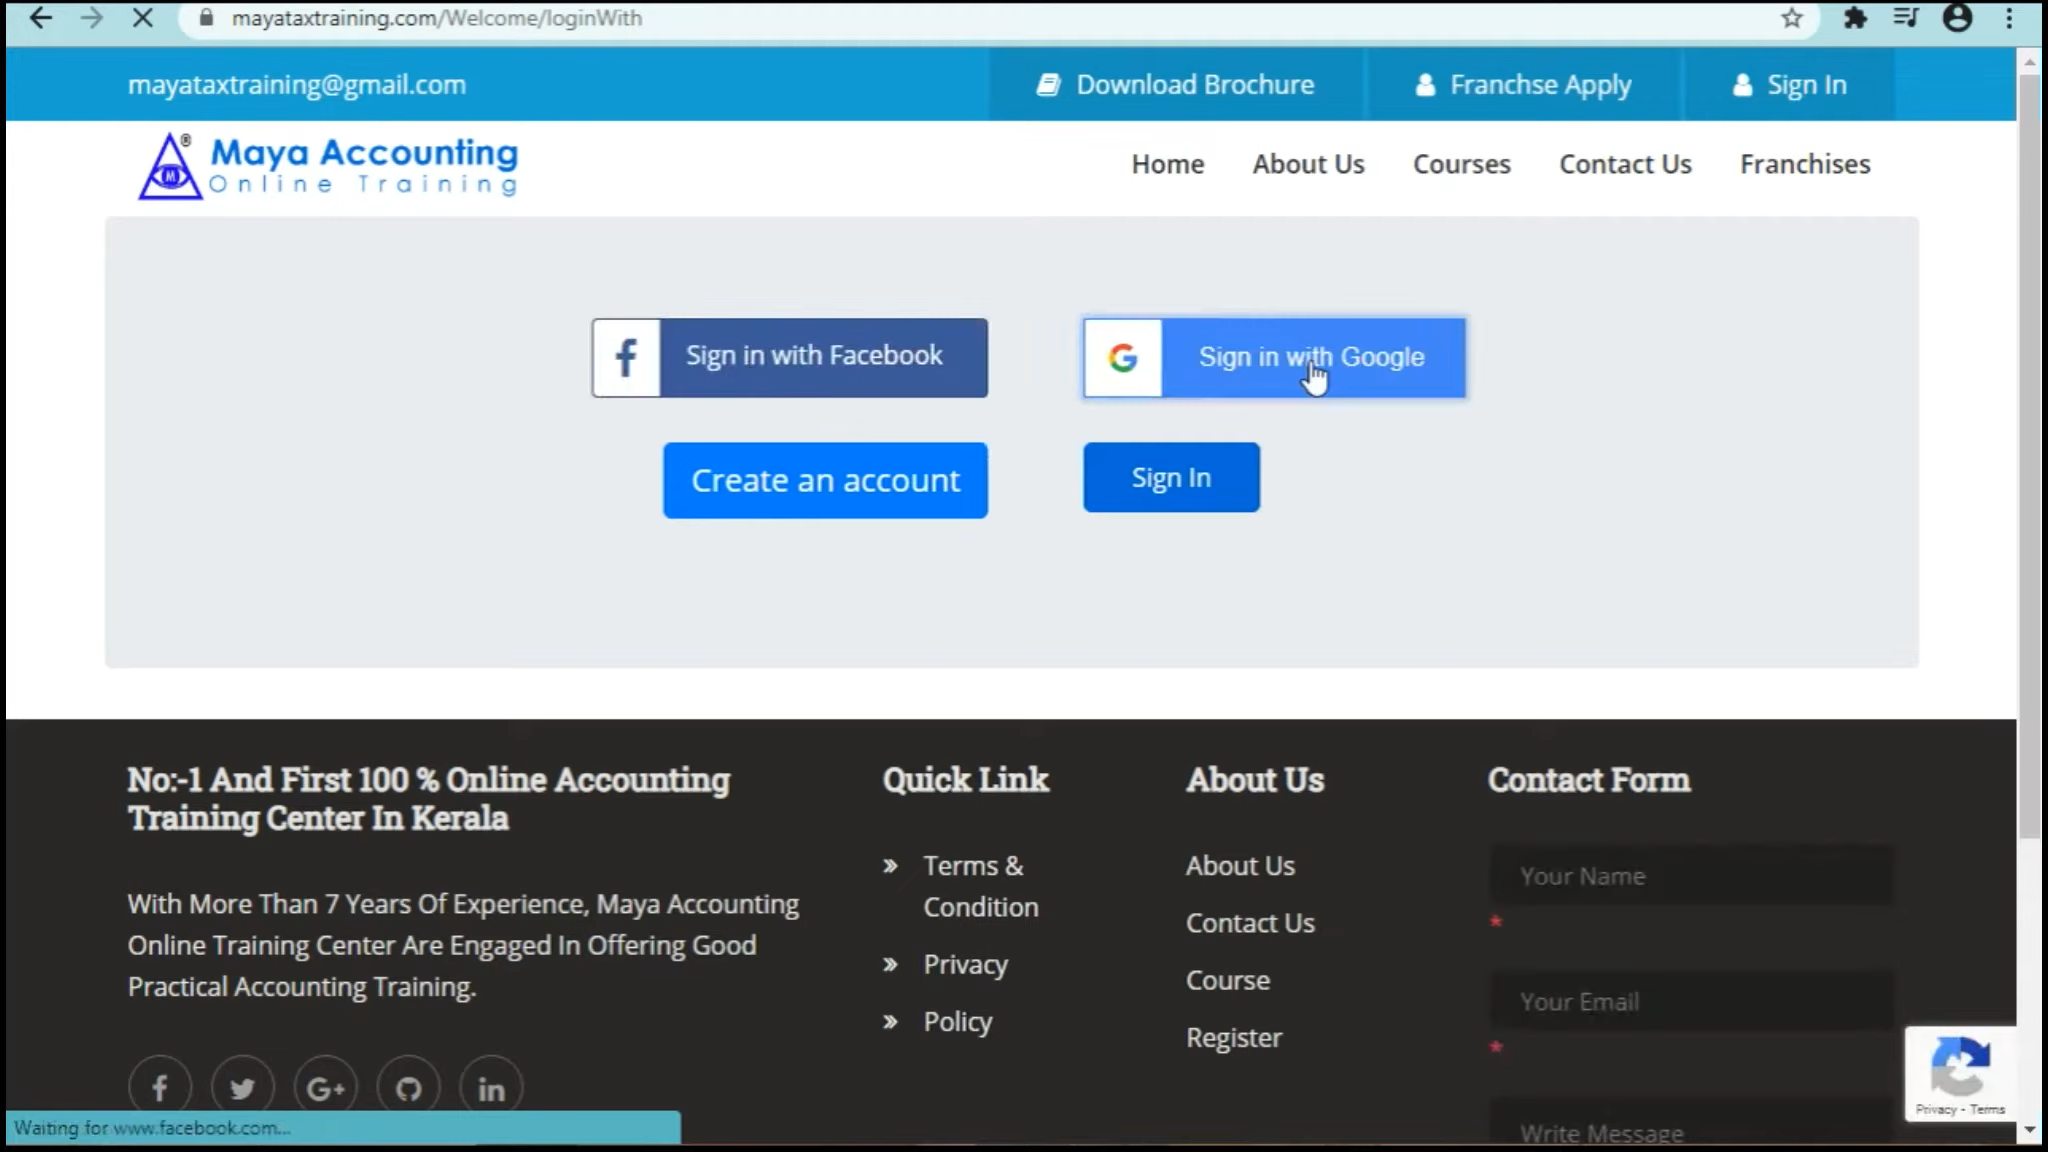 mayataxtraining.com/Welcome/loginWith
mayataxtraining@gmail.com
Download Brochure
Franchse Apply
Sign In
M
®
Maya Accounting
Online Training
Home
About Us
Courses
Contact Us
Franchises
f
Sign in with Facebook
G
Sign in with Google
Create an account
Sign In
No:-1 And First 100 % Online Accounting
Training Center In Kerala
With More Than 7 Years Of Experience, Maya Accounting
Online Training Center Are Engaged In Offering Good
Practical Accounting Training.
f
G+
in
Quick Link
» Terms &
Condition
» Privacy
» Policy
About Us
About Us
Contact Us
Course
Register
Contact Form
Your Name
*
Your Email
*
Write Message
Privacy - Terms
Waiting for www.facebook.com...